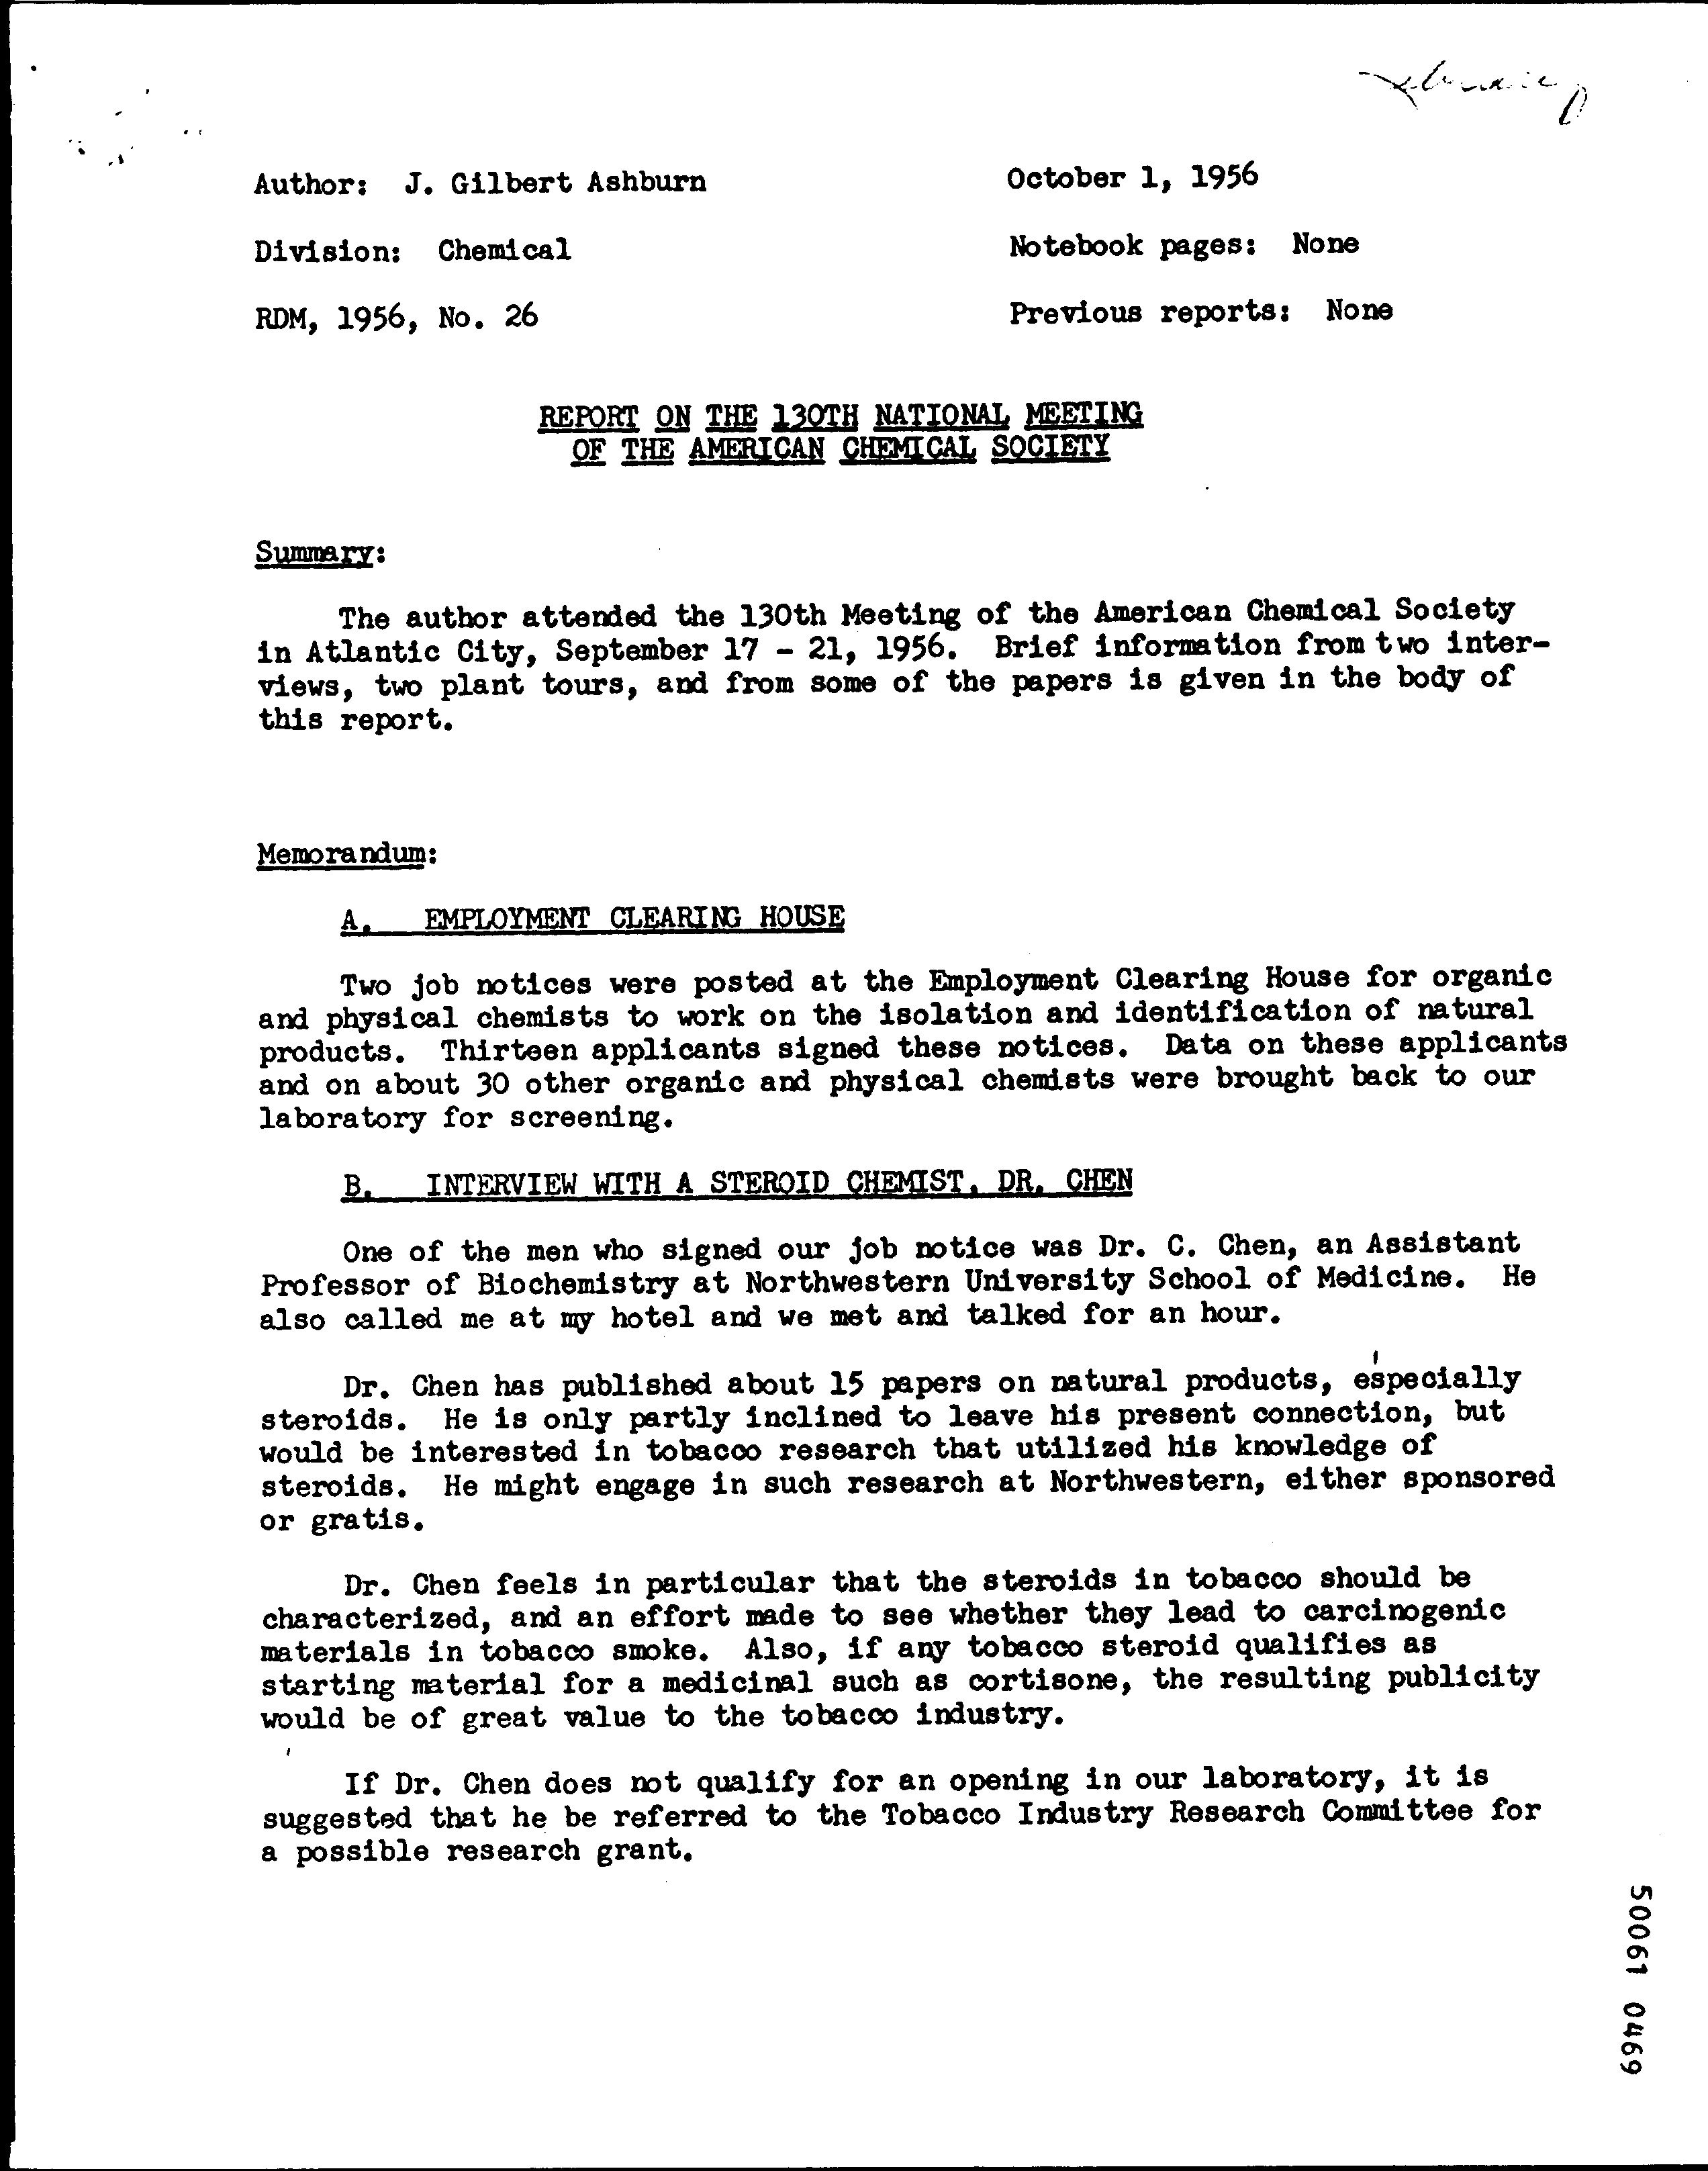 Author: J. Gilbert Ashburn
October 1, 1956
Division: Chemical
Notebook pages: None
RDM, 1956, No. 26
Previous reports: None
REPORT ON THE 130TH NATIONAL MEETING
OF THE AMERICAN CHEMICAL SOCIETY
Summary:
The author attended the 130th Meeting of the American Chemical Society
in Atlantic City, September 17 - 21, 1956. Brief information from two inter-
views, two plant tours, and from some of the papers is given in the body of
this report.
Memorandum:
A. EMPLOYMENT CLEARING HOUSE
Two job notices were posted at the Employment Clearing House for organic
and physical chemists to work on the isolation and identification of natural
products. Thirteen applicants signed these notices. Data on these applicants
and on about 30 other organic and physical chemists were brought back to our
laboratory for screening.
B. INTERVIEW WITH A STEROID CHEMIST, DR. CHEN
One of the men who signed our job notice was Dr. C. Chen, an Assistant
Professor of Biochemistry at Northwestern University School of Medicine. He
also called me at my hotel and we met and talked for an hour.
Dr. Chen has published about 15 papers on natural products, especially
steroids. He is only partly inclined to leave his present connection, but
would be interested in tobacco research that utilized his knowledge of
steroids. He might engage in such research at Northwestern, either sponsored
or gratis.
Dr. Chen feels in particular that the steroids in tobacco should be
characterized, and an effort made to see whether they lead to carcinogenic
materials in tobacco smoke. Also, if any tobacco steroid qualifies as
starting material for a medicinal such as cortisone, the resulting publicity
would be of great value to the tobacco industry.
If Dr. Chen does not qualify for an opening in our laboratory, it is
suggested that he be referred to the Tobacco Industry Research Committee for
a possible research grant.
50061 0469